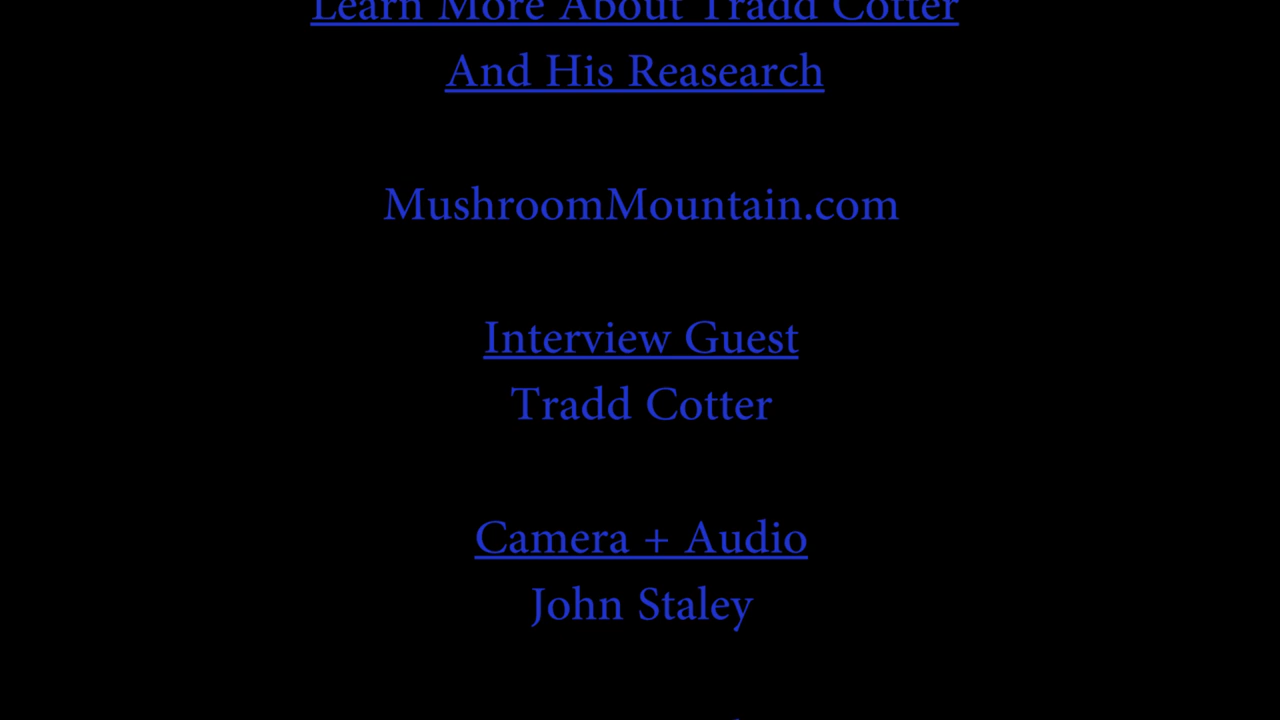 Learn More About Tradd Cotter
And His Reasearch
MushroomMountain.com
Interview Guest
Tradd Cotter
Camera + Audio
John Staley